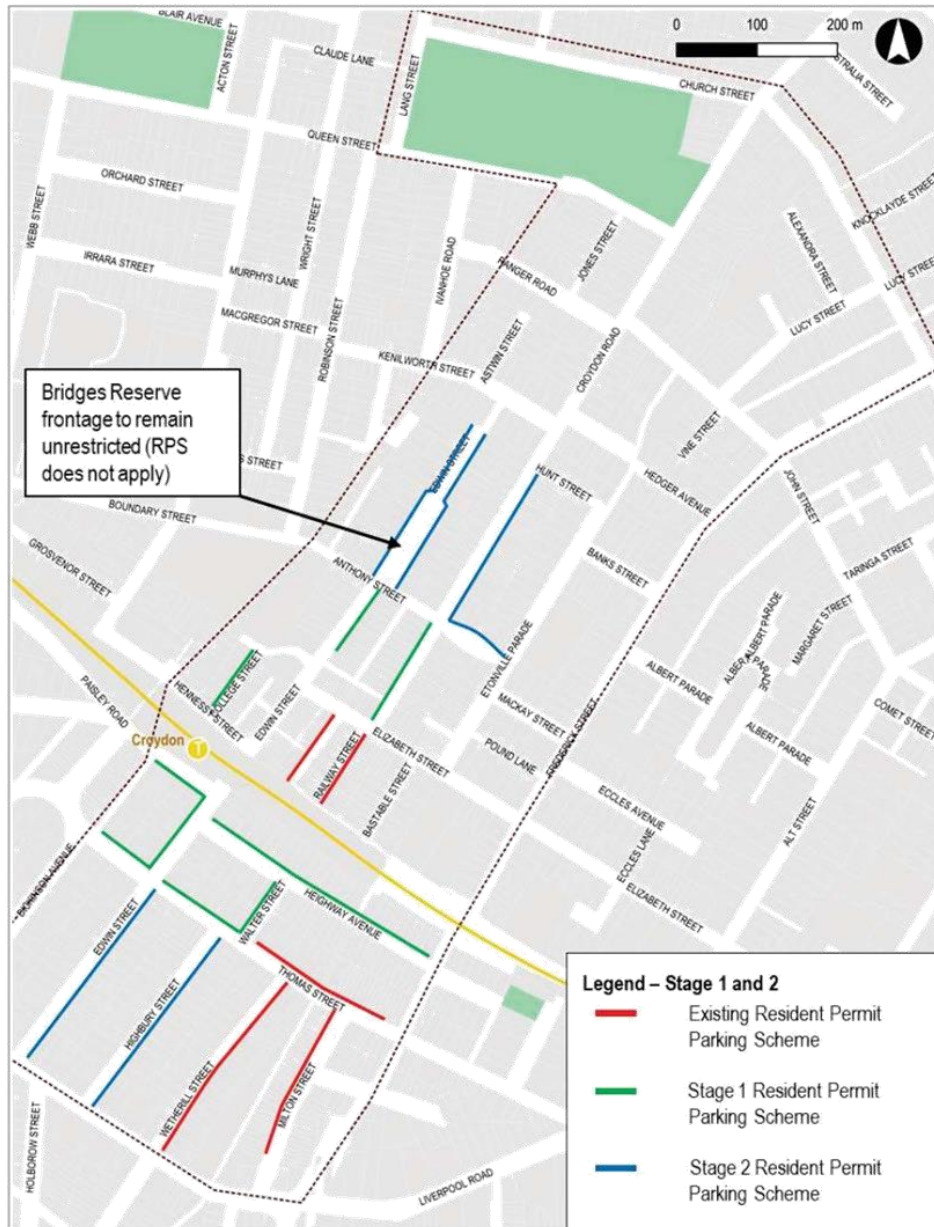 BLAIR AVENUE
ACTON STREET
CLAUDE LANE
LANG STREET
0 100 200 m
CHURCH STREET
STRALIA STREET
QUEEN STREET
ORCHARD STREET
WEBB STREET
WRIGHT STREET
IRRARA STREET
MURPHYS LANE
IVANHOE ROAD
JONES STREET
RANGER ROAD
ALEXANDRA STREET
KNOCKLAYDE STREET
LUCY STREET
LUCY STREET
MACGREGOR STREET
ROBINSON STREET
KENILWORTH STREET
ASTWIN STREET
CROYDON ROAD
Bridges Reserve
frontage to remain
unrestricted (RPS
does not apply)
S STREET
BOUNDARY STREET
EDWIN STREET
HUNT STREET
VINE STREET
HEDGER AVENUE
JOHN STREET
GROSVENOR STREET
ANTHONY STREET
BANKS STREET
TARINGA STREET
MARGARET STREET
ALBERT PARADE
ALBERT PARADE
PARADE
ETONVILLE PARADE
PAISLEY ROAD
HENNESSY STREET
COLLEGE STREET
EDWIN STREET
MACKAY STREET
FREDERICK STREET
ALBERT PARADE
COMET STREET
Croydon
T
RAILWAY STREET
ELIZABETH STREET
POUND LANE
BASTABLE STREET
ECCLES AVENUE
ALT STREET
ECCLES LANE
ELIZABETH STREET
EDWIN STREET
WALTER STREET
HEIGHWAY AVENUE
THOMAS STREET
HIGHBURY STREET
WETHERILL STREET
MILTON STREET
HOLBOROW STREET
LIVERPOOL ROAD
Legend – Stage 1 and 2
Existing Resident Permit
Parking Scheme
Stage 1 Resident Permit
Parking Scheme
Stage 2 Resident Permit
Parking Scheme